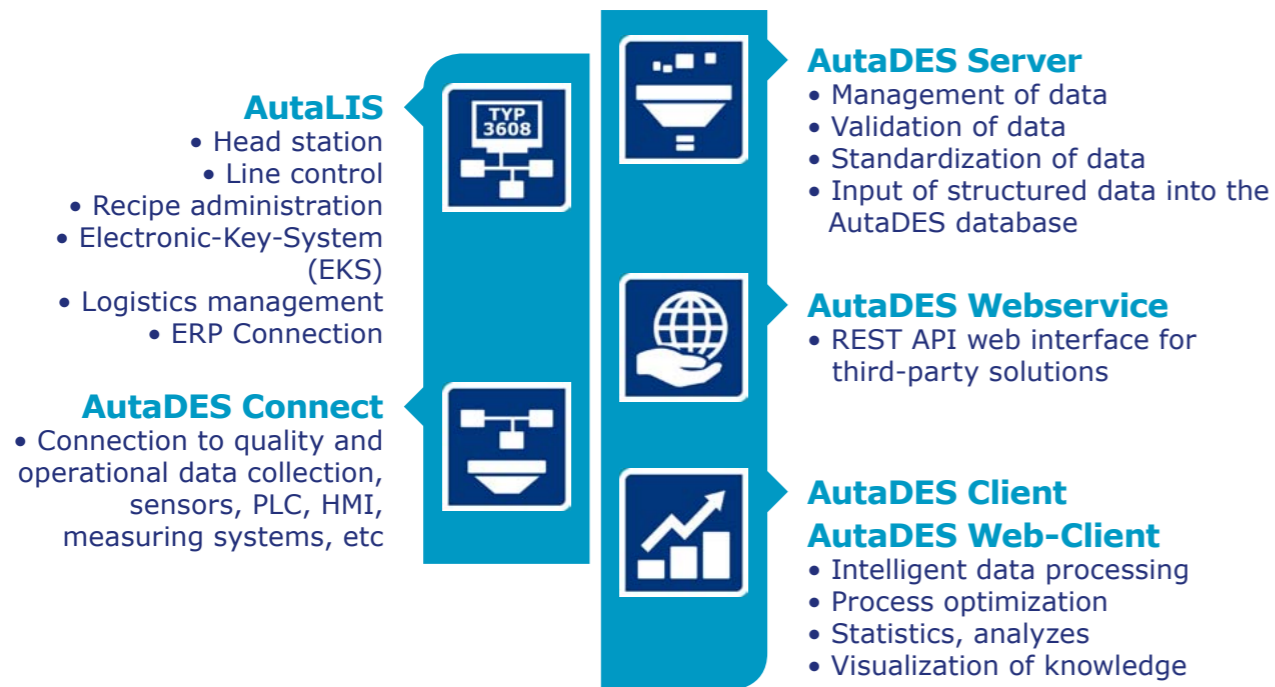 AutaLIS
• Head station
• Line control
• Recipe administration
• Electronic-Key-System
(EKS)
• Logistics management
• ERP Connection
TYP
3608
AutaDES Connect
• Connection to quality and
operational data collection,
sensors, PLC, HMI,
measuring systems, etc
AutaDES Server
• Management of data
• Validation of data
• Standardization of data
• Input of structured data into the
AutaDES database
AutaDES Webservice
• REST API web interface for
third-party solutions
AutaDES Client
AutaDES Web-Client
• Intelligent data processing
• Process optimization
• Statistics, analyzes
• Visualization of knowledge